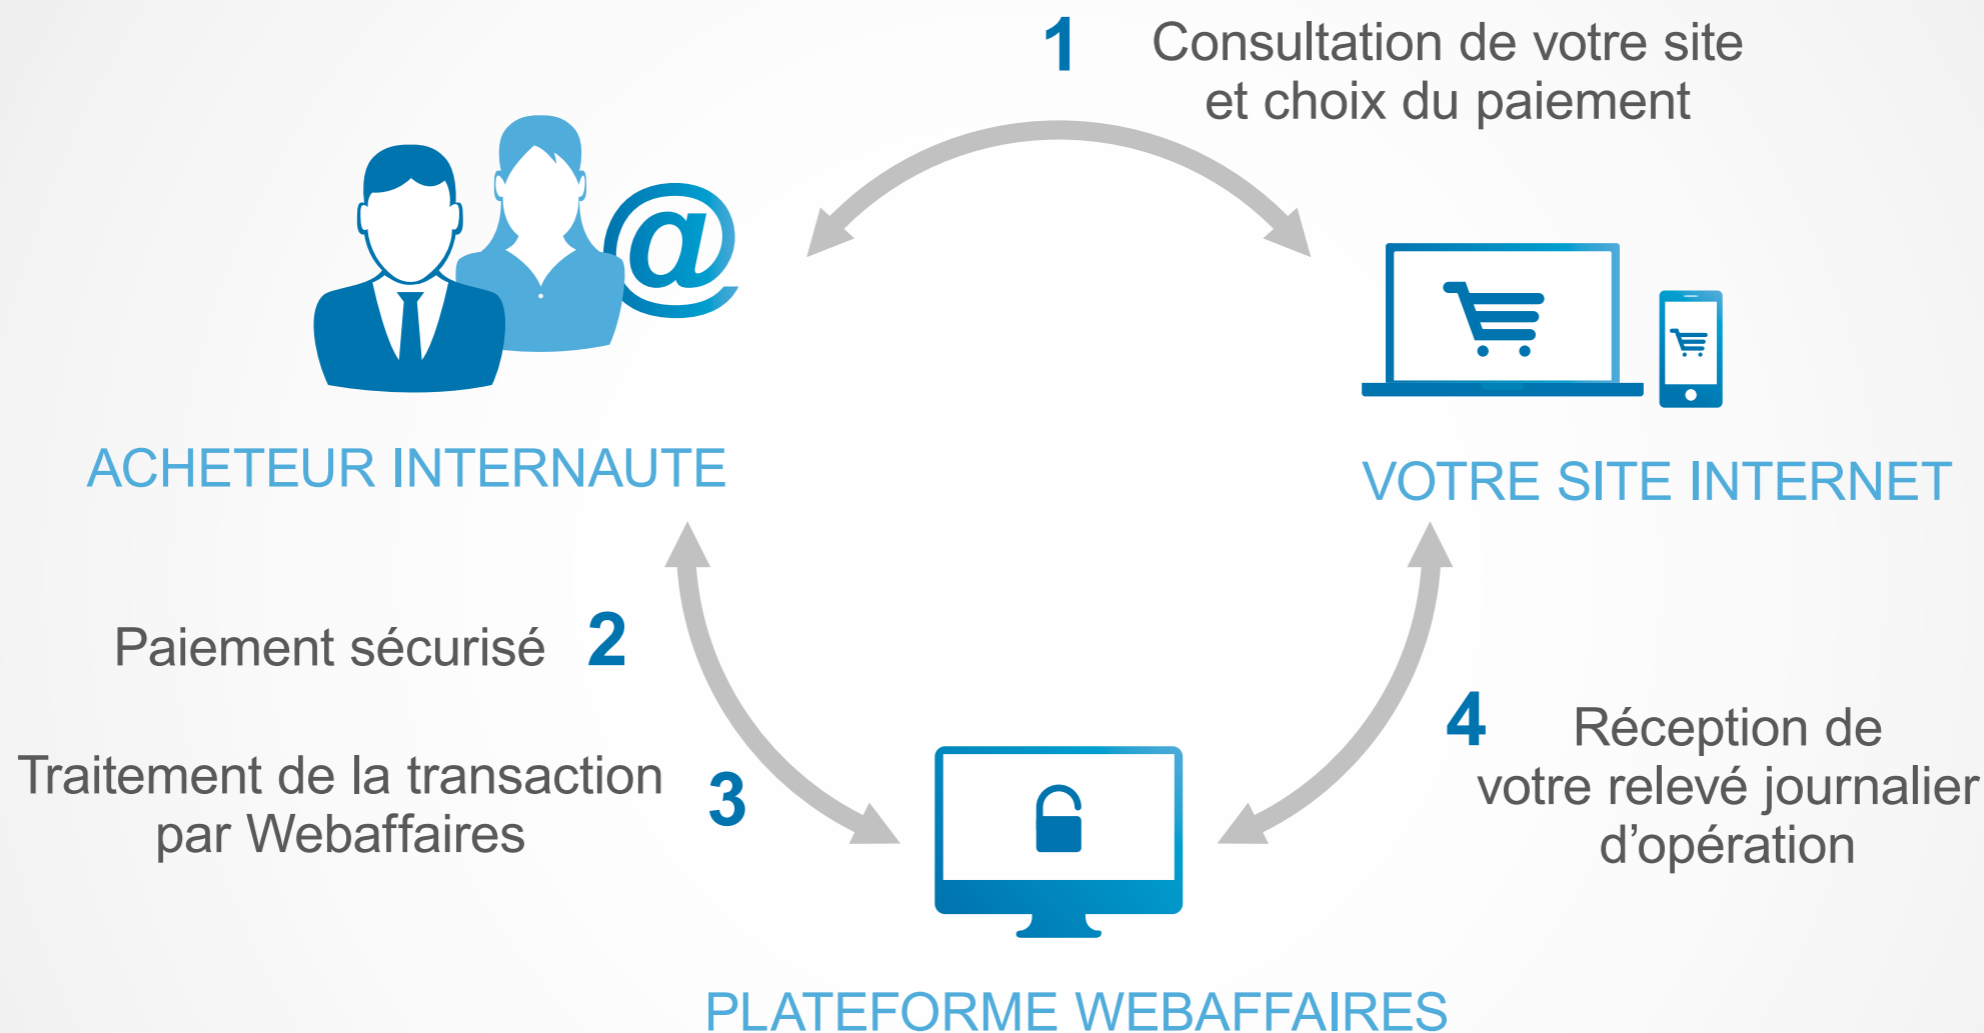 1
Consultation de votre site
et choix du paiement
@
ACHETEUR INTERNAUTE
VOTRE SITE INTERNET
Paiement sécurisé 2
Traitement de la transaction
par Webaffaires
3
4
Réception de
votre relevé journalier
d’opération
PLATEFORME WEBAFFAIRES